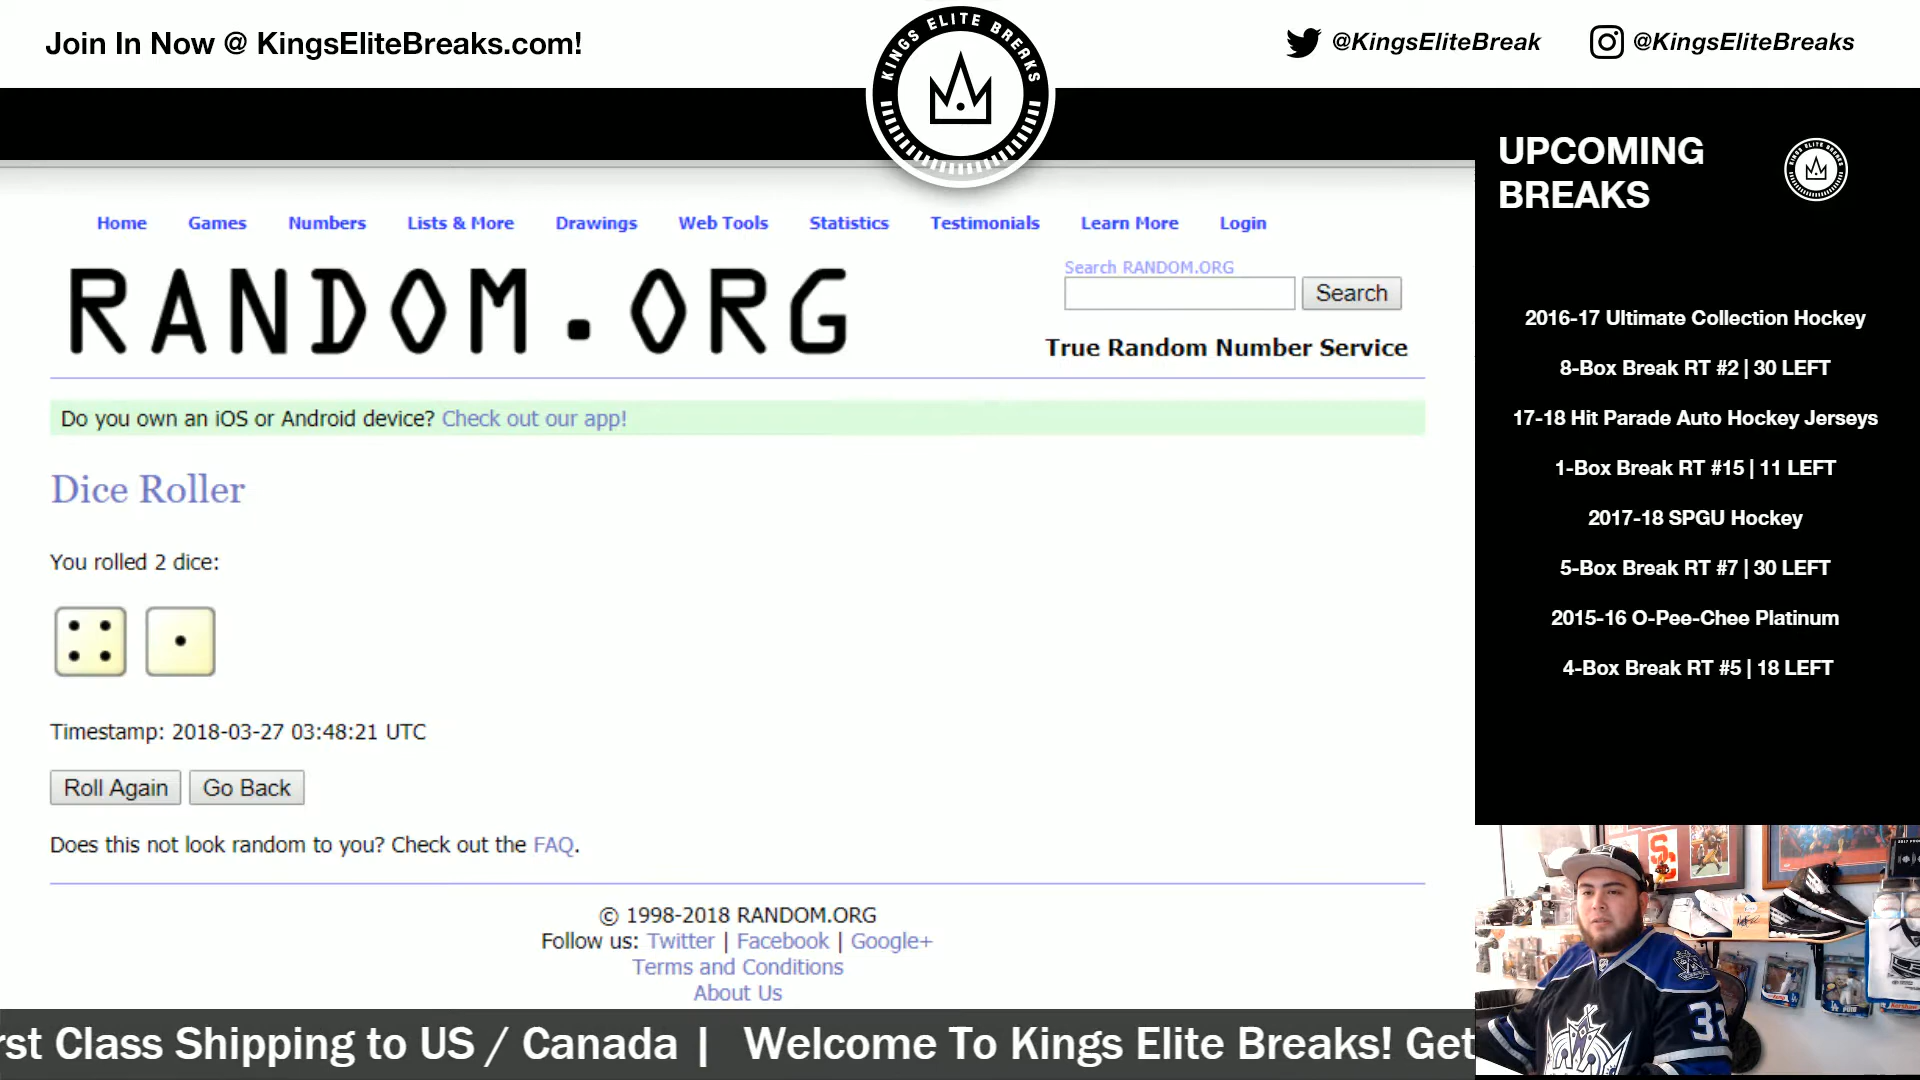 Join In Now @ KingsEliteBreaks.com!
KINGS ELITE BREAKS
@KingsEliteBreak
@KingsEliteBreaks
UPCOMING
BREAKS
KINGS ELITE BREAKS
Home Games Numbers Lists & More Drawings Web Tools Statistics Testimonials Learn More Login
RANDOM.ORG
Search RANDOM.ORG
Search
True Random Number Service
Do you own an iOS or Android device? Check out our app!
Dice Roller
You rolled 2 dice:
Timestamp: 2018-03-27 03:48:21 UTC
Roll Again Go Back
Does this not look random to you? Check out the FAQ.
© 1998-2018 RANDOM.ORG
Follow us: Twitter | Facebook | Google+
Terms and Conditions
About Us
2016-17 Ultimate Collection Hockey
8-Box Break RT #2 | 30 LEFT
17-18 Hit Parade Auto Hockey Jerseys
1-Box Break RT #15 | 11 LEFT
2017-18 SPGU Hockey
5-Box Break RT #7 | 30 LEFT
2015-16 O-Pee-Chee Platinum
4-Box Break RT #5 | 18 LEFT
rst Class Shipping to US / Canada | Welcome To Kings Elite Breaks! Get
SC
32